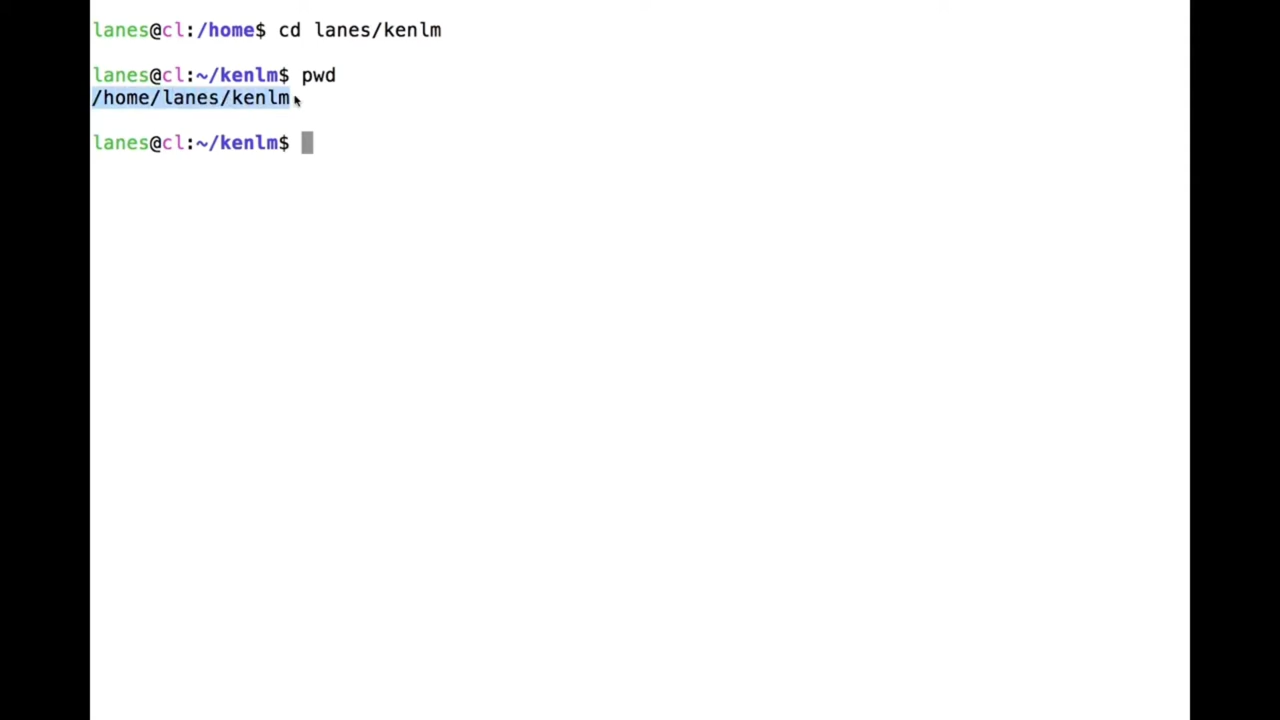 lanes@cl:/home$ cd lanes/kenlm
lanes@cl:~/kenlm$ pwd
/home/lanes/kenlm
lanes@cl:~/kenlm$